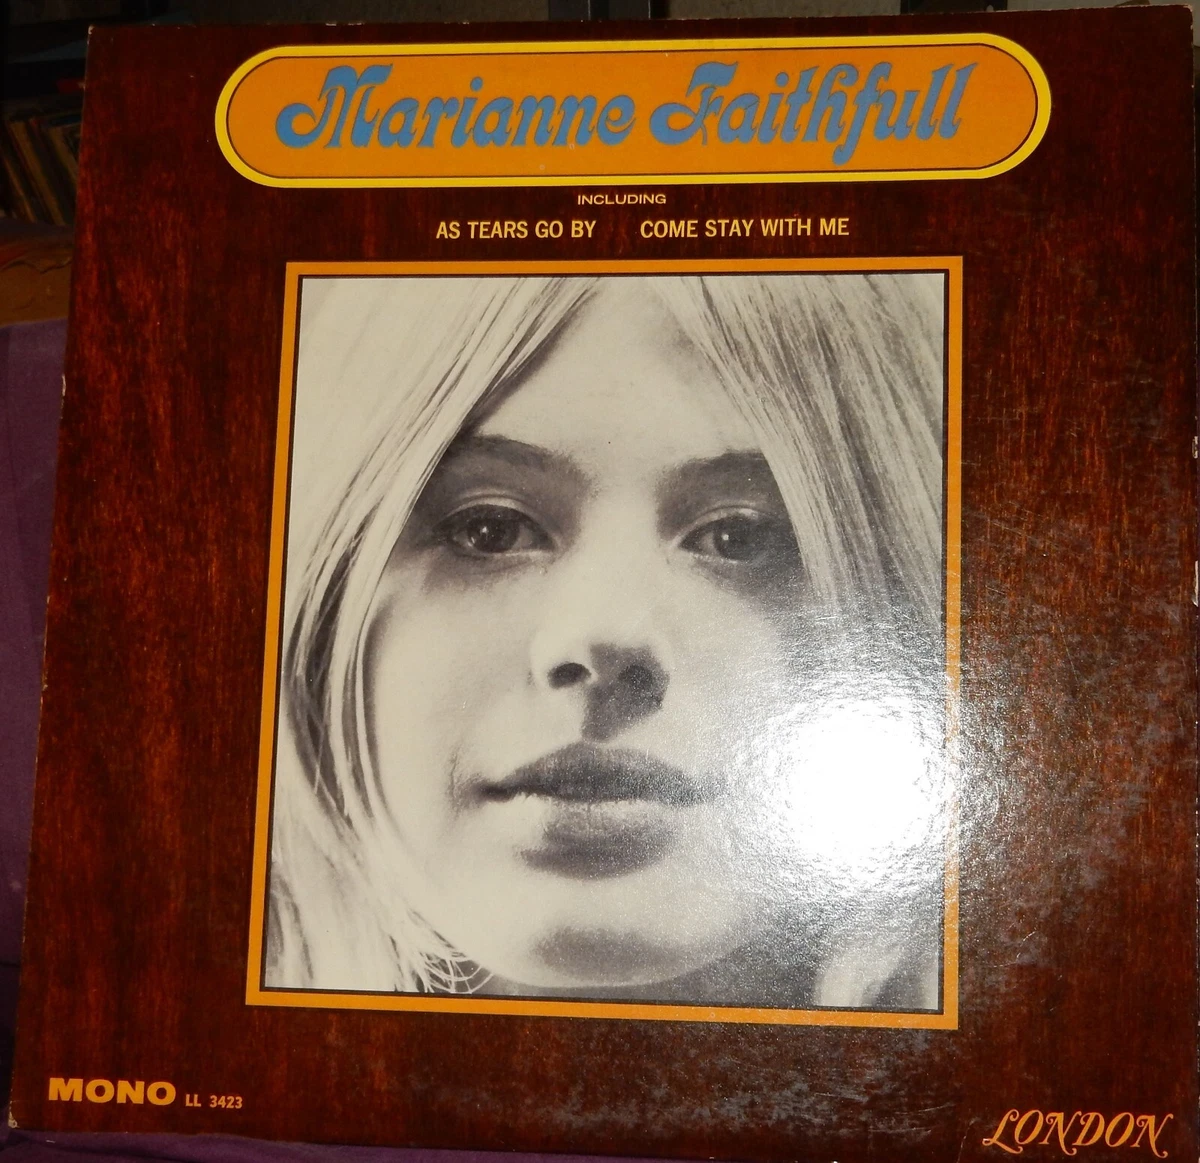 Marianne Faithfull
INCLUDING
AS TEARS GO BY COME STAY WITH ME
MONO LL 3423
LONDON